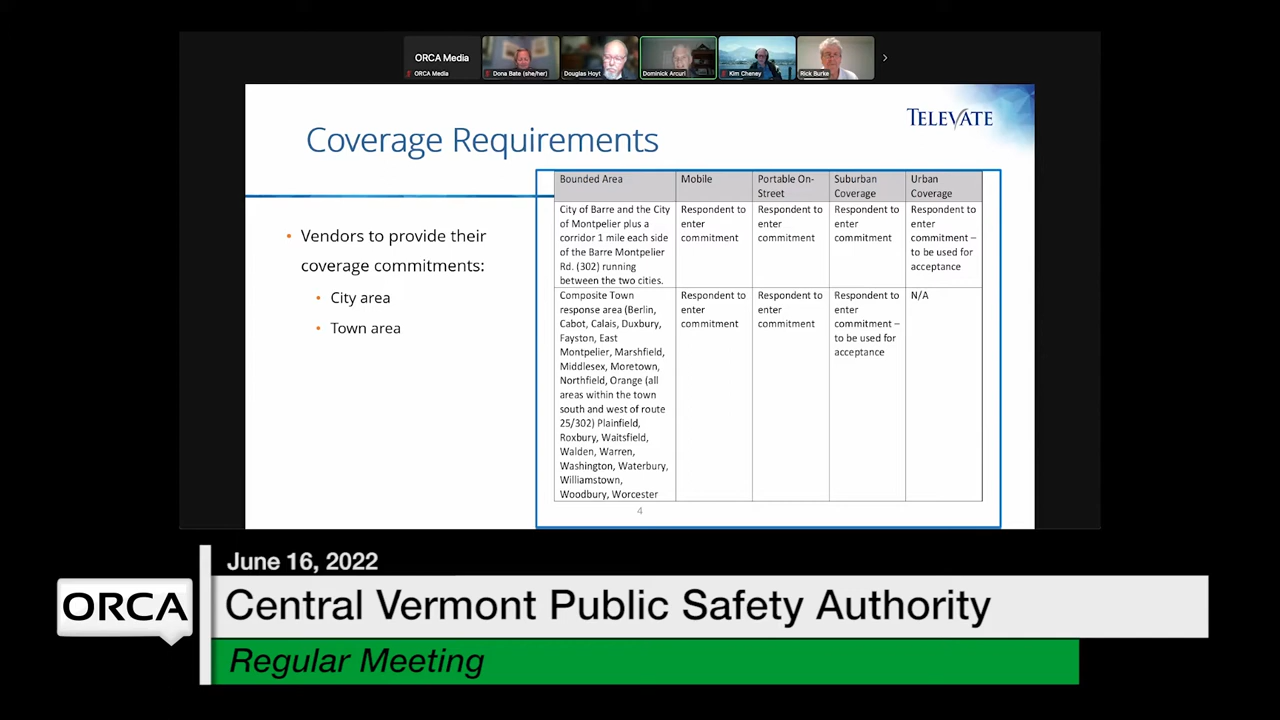 ORCA Media
ORCA Media
Dona Bate (she/her)
Douglas Hoyt
Dominick Arcuri
Kim Cheney
Rick Burke
TELEVATE
Coverage Requirements
• Vendors to provide their
coverage commitments:
• City area
• Town area
Bounded Area
Mobile
Portable On-
Street
Suburban
Coverage
Urban
Coverage
City of Barre and the City
of Montpelier plus a
corridor 1 mile each side
of the Barre Montpelier
Rd. (302) running
between the two cities.
Respondent to
enter
commitment
Respondent to
enter
commitment
Respondent to
enter
commitment
Respondent to
enter
commitment –
to be used for
acceptance
Composite Town
response area (Berlin,
Cabot, Calais, Duxbury,
Fayston, East
Montpelier, Marshfield,
Middlesex, Moretown,
Northfield, Orange (all
areas within the town
south and west of route
25/302) Plainfield,
Roxbury, Waitsfield,
Walden, Warren,
Washington, Waterbury,
Williamstown,
Woodbury, Worcester
Respondent to
enter
commitment
Respondent to
enter
commitment
Respondent to
enter
commitment –
to be used for
acceptance
N/A
4
June 16, 2022
ORCA
Central Vermont Public Safety Authority
Regular Meeting